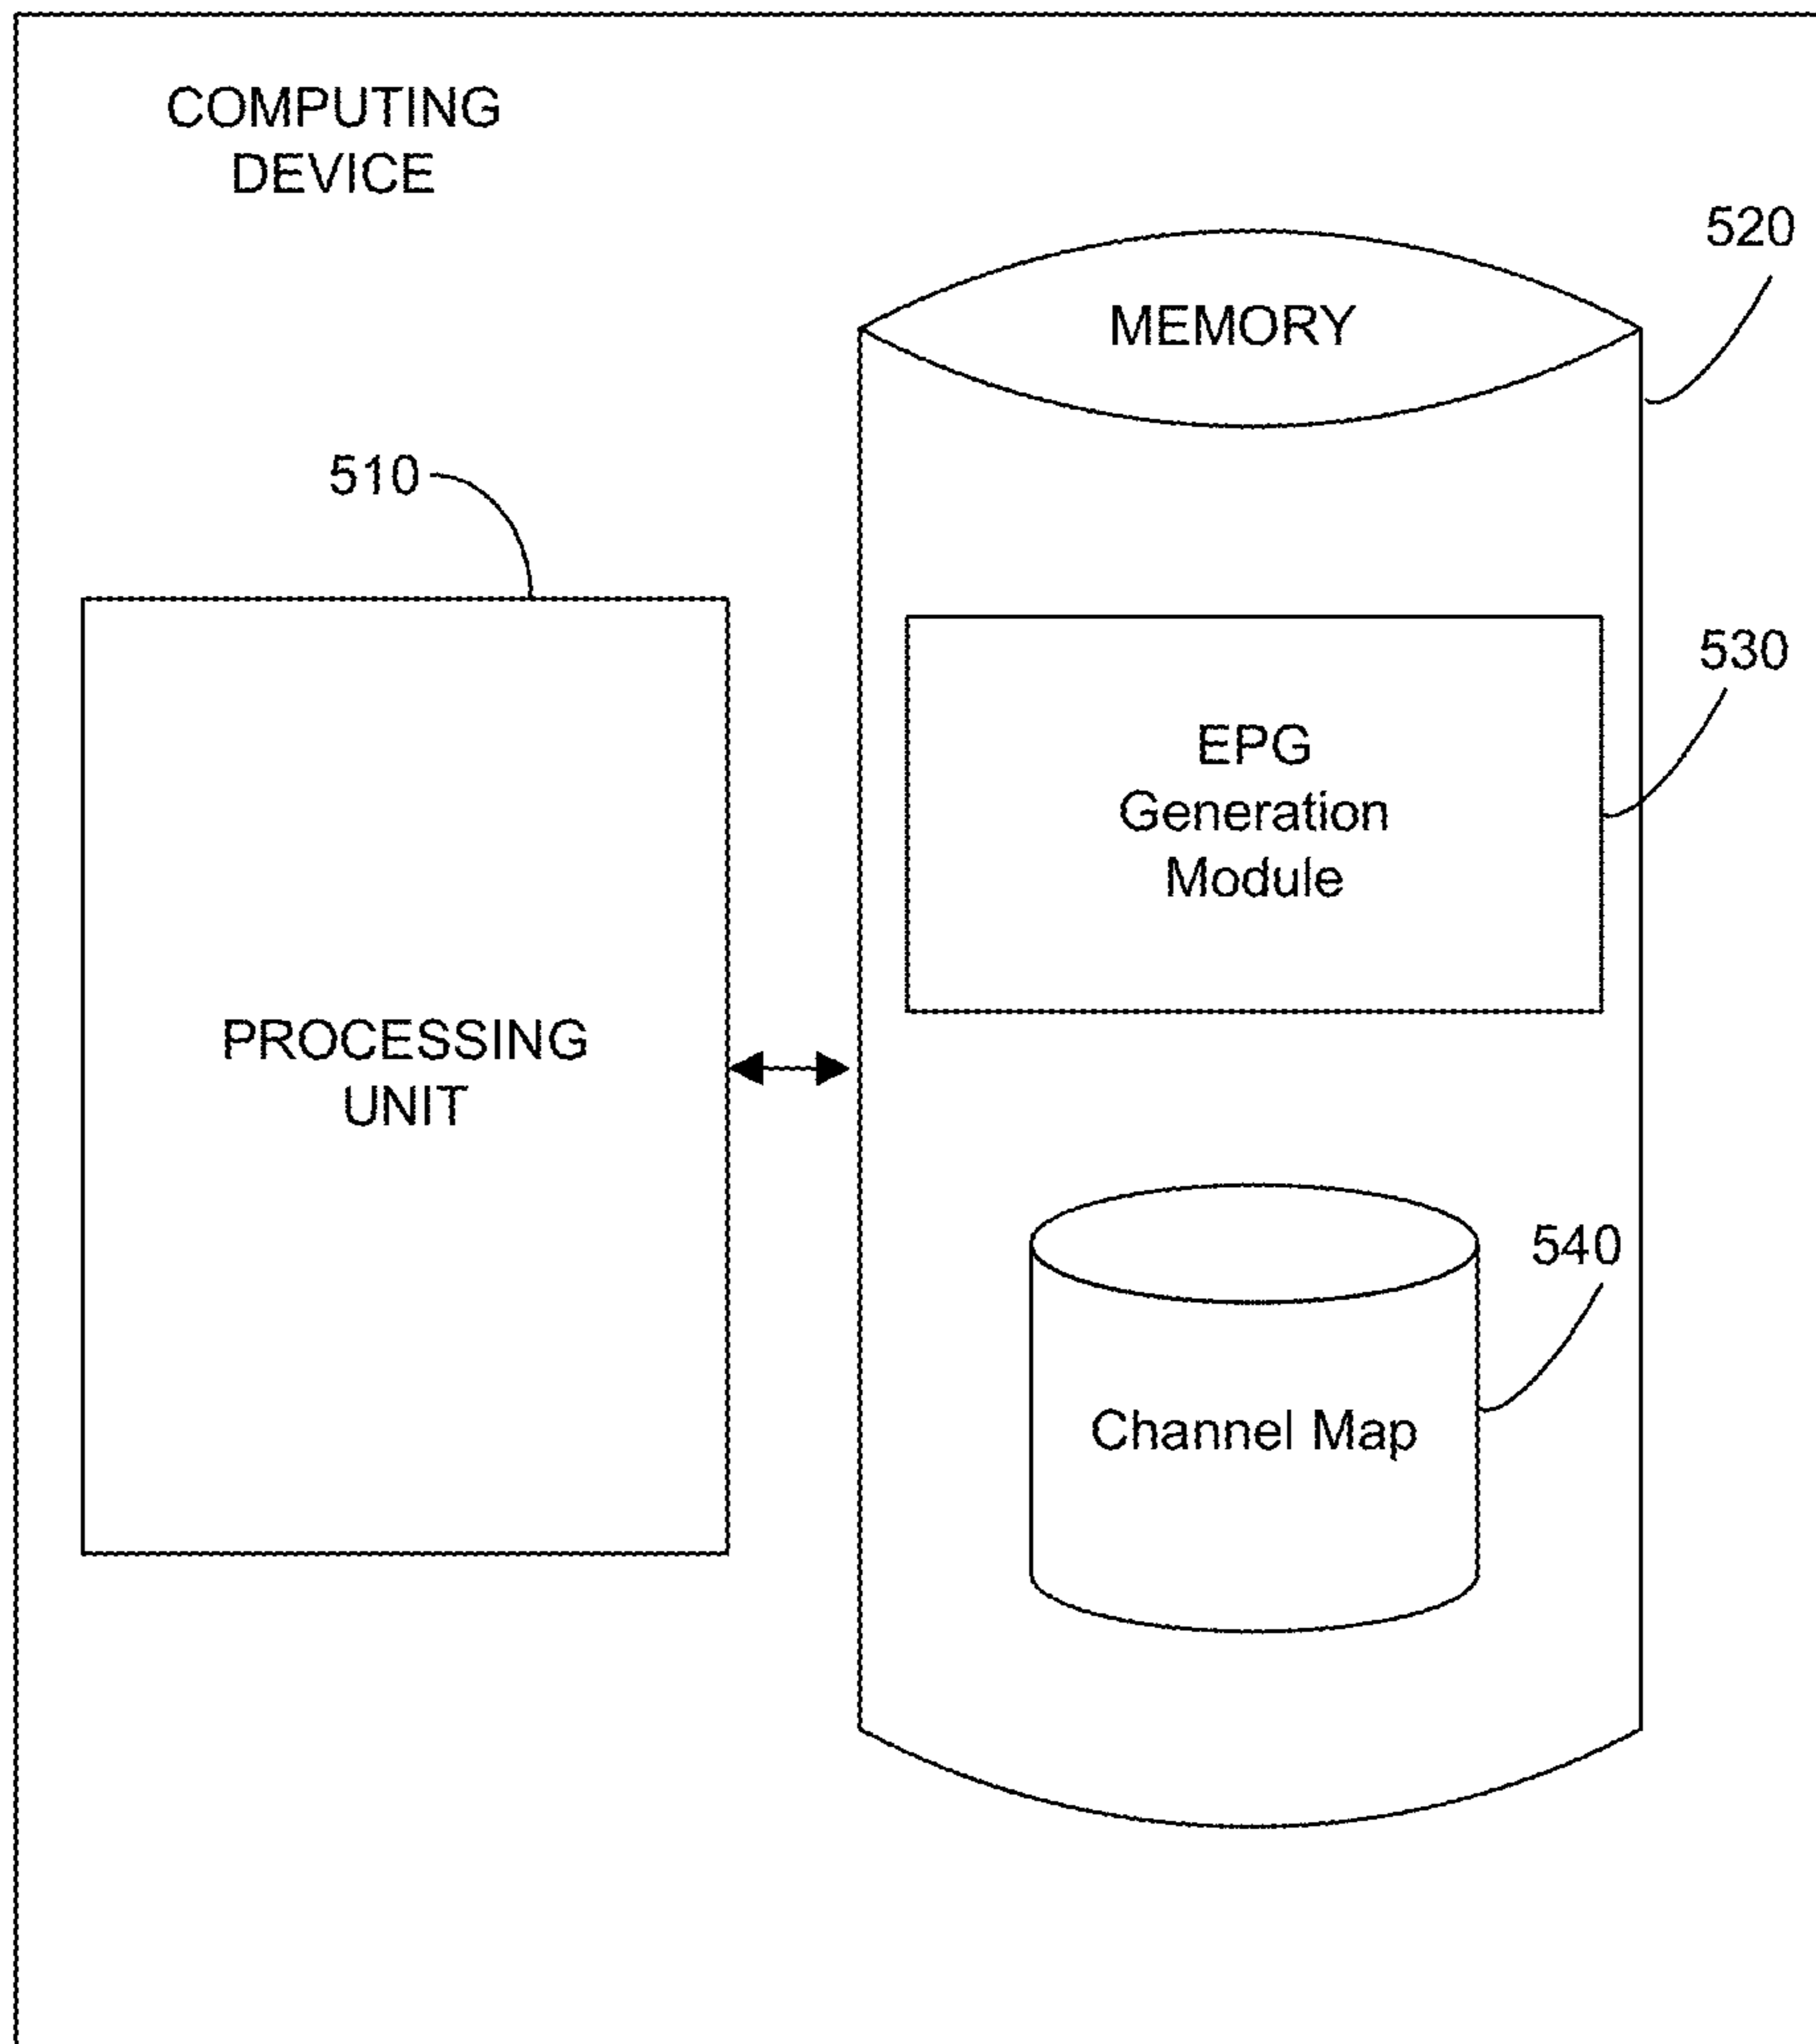 COMPUTING
DEVICE
520
MEMORY
510
530
EPG
Generation
Module
PROCESSING
UNIT
540
Channel Map